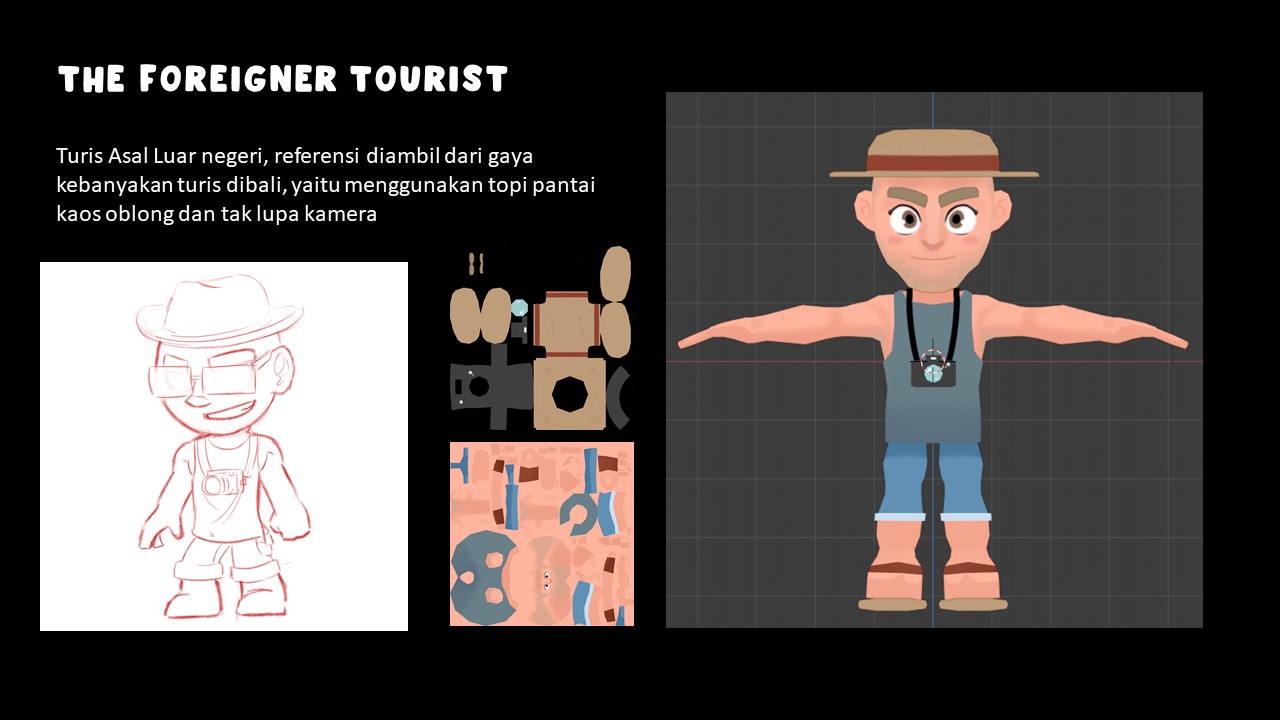 THE FOREIGNER TOURIST
Turis Asal Luar negeri, referensi diambil dari gaya
kebanyakan turis dibali, yaitu menggunakan topi pantai
kaos oblong dan tak lupa kamera